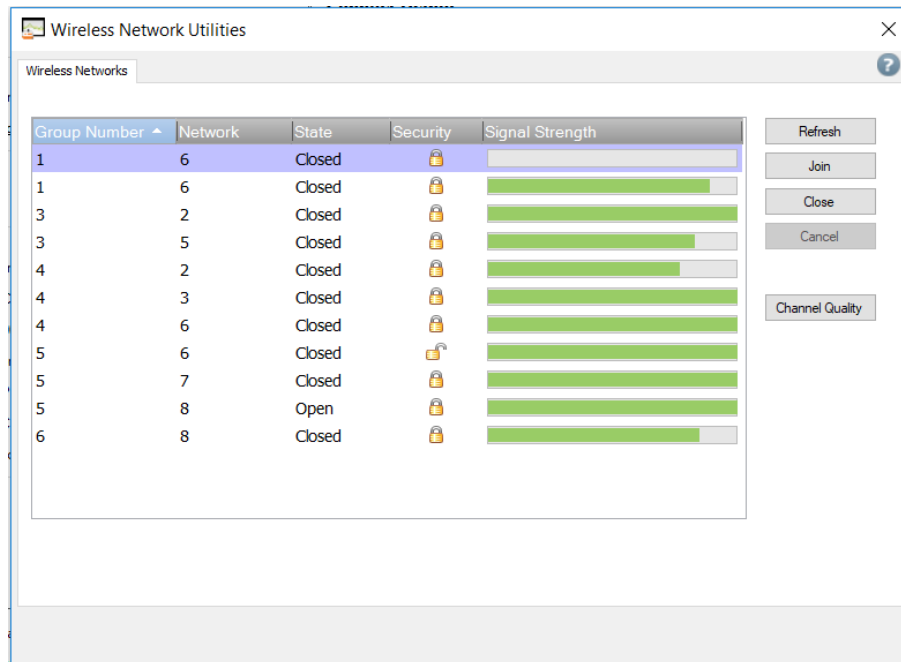 Wireless Network Utilities
Wireless Networks
Group Number Network State Security Signal Strength
1 6 Closed
1 6 Closed
3 2 Closed
3 5 Closed
4 2 Closed
4 3 Closed
4 6 Closed
5 6 Closed
5 7 Closed
5 8 Open
6 8 Closed
Refresh
Join
Close
Cancel
Channel Quality